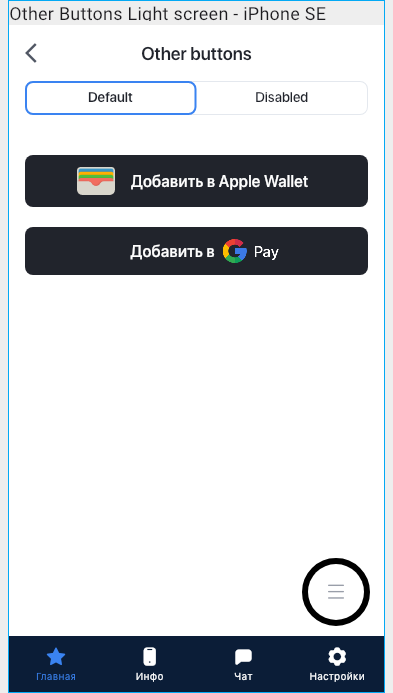 Other Buttons Light screen - iPhone SE
Other buttons
Default Disabled
Добавить в Apple Wallet
Добавить в G Pay
Главная Инфо Чат Настройки